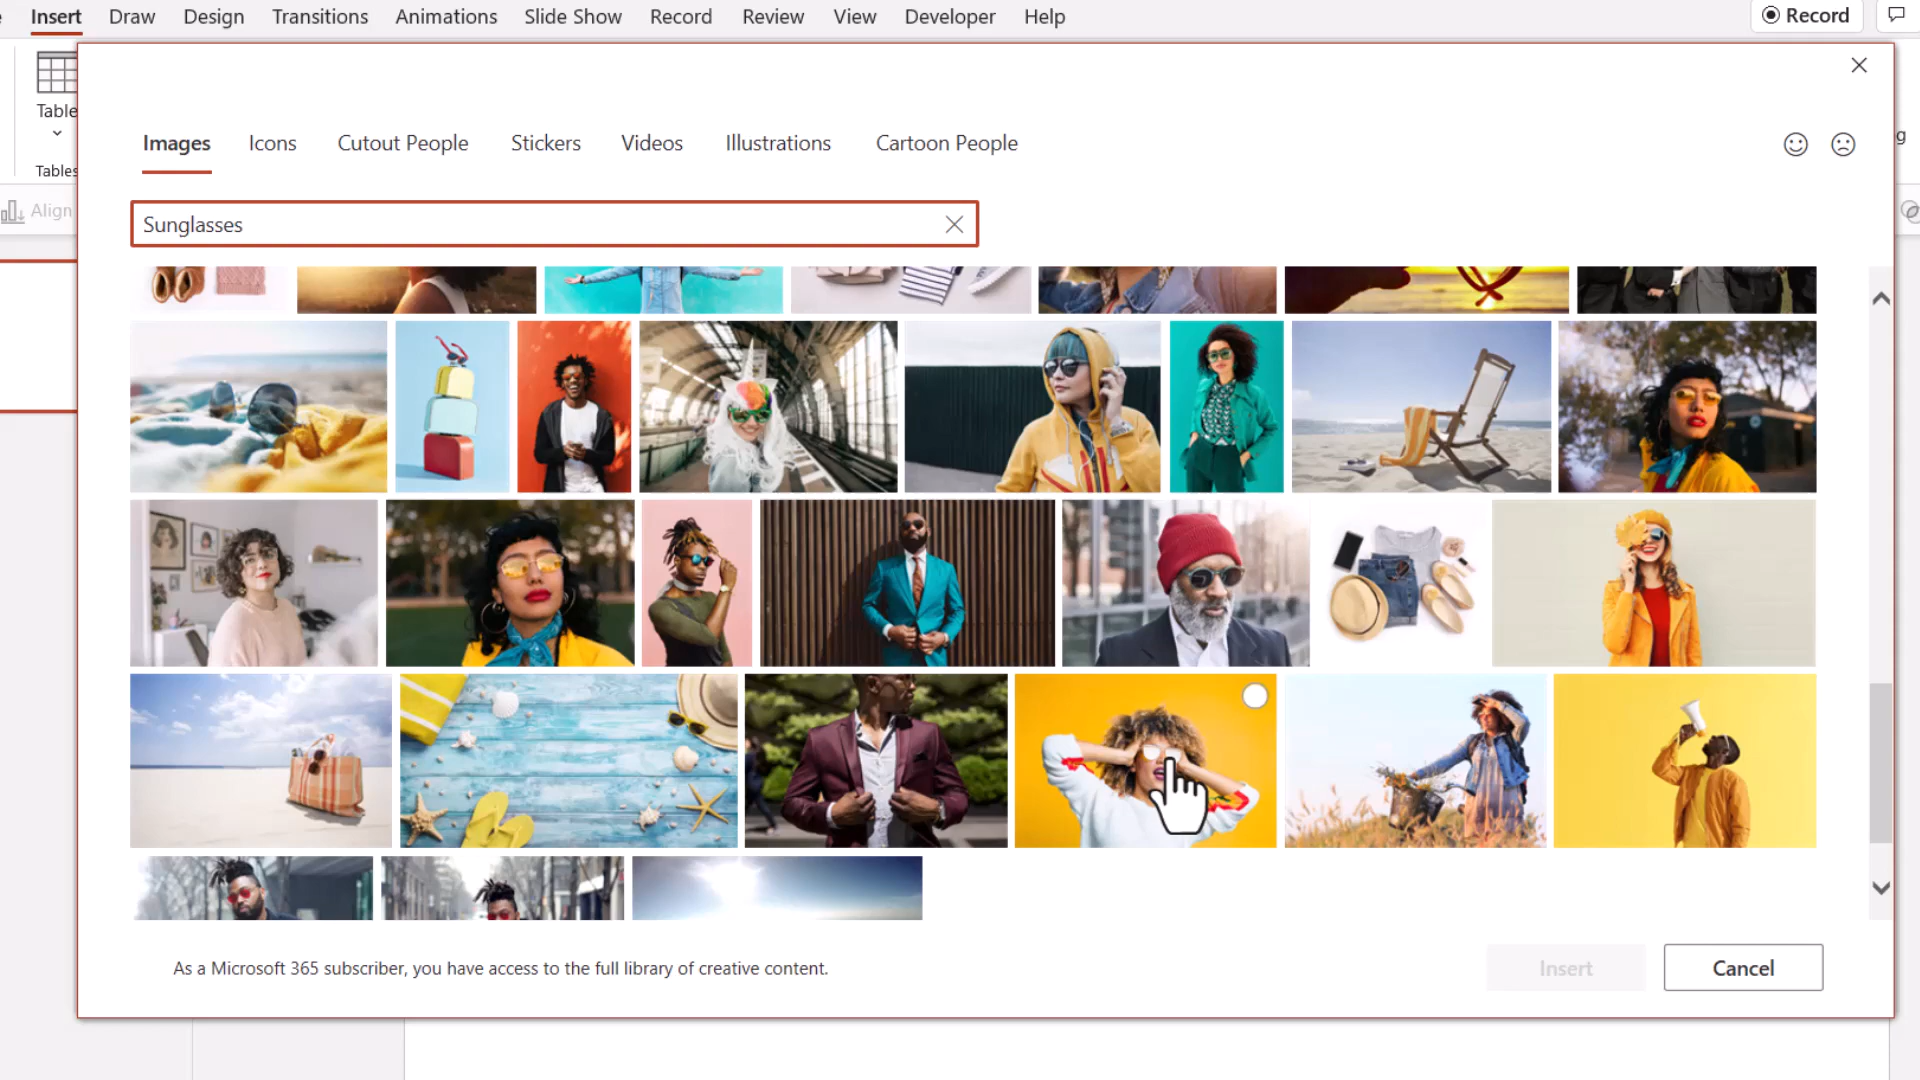 Insert Draw Design Transitions Animations Slide Show Record Review View Developer Help Record
Table
Tables
Align
Images Icons Cutout People Stickers Videos Illustrations Cartoon People
Sunglasses
As a Microsoft 365 subscriber, you have access to the full library of creative content.
Insert Cancel